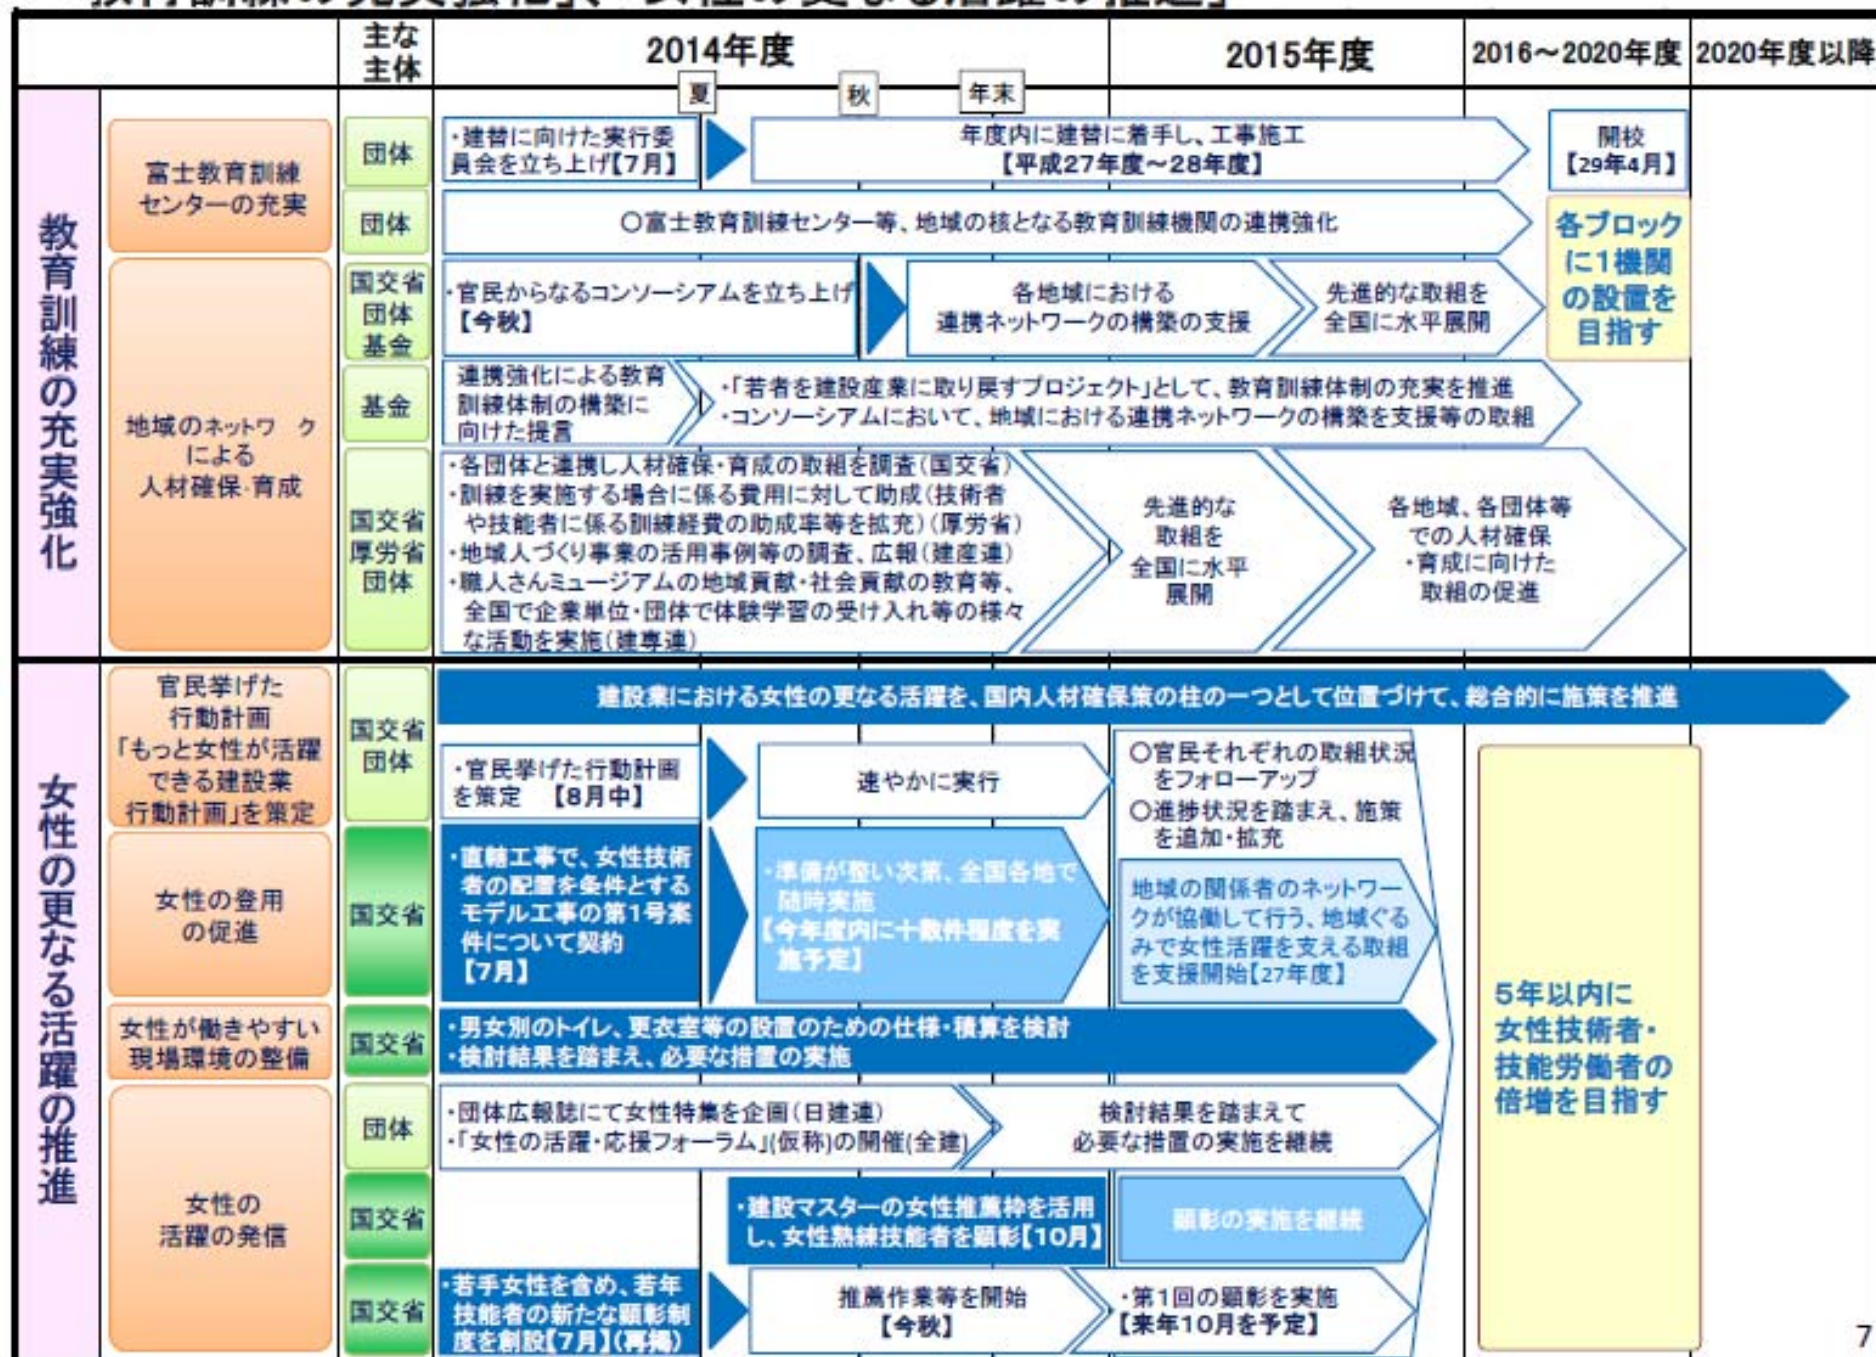 教育訓練の充実強化」、「女性の更なる活躍の推進」
主な
主体
2014年度
2015年度
2016～2020年度
2020年度以降
夏
秋
年末
教育訓練の充実強化
富士教育訓練
センターの充実
団体
・建替に向けた実行委
員会を立ち上げ【7月】
年度内に建替に着手し、工事施工
【平成27年度～28年度】
開校
【29年4月】
団体
○富士教育訓練センター等、地域の核となる教育訓練機関の連携強化
各ブロック
に1機関
の設置を
目指す
地域のネットワ　ク
による
人材確保・育成
国交省
団体
基金
・官民からなるコンソーシアムを立ち上げ
【今秋】
各地域における
連携ネットワークの構築の支援
先進的な取組を
全国に水平展開
基金
連携強化による教育
訓練体制の構築に
向けた提言
・「若者を建設産業に取り戻すプロジェクト」として、教育訓練体制の充実を推進
・コンソーシアムにおいて、地域における連携ネットワークの構築を支援等の取組
国交省
厚労省
団体
・各団体と連携し人材確保・育成の取組を調査（国交省）
・訓練を実施する場合に係る費用に対して助成（技術者
や技能者に係る訓練経費の助成率等を拡充）（厚労省）
・地域人づくり事業の活用事例等の調査、広報（建産連）
・職人さんミュージアムの地域貢献・社会貢献の教育等、
全国で企業単位・団体で体験学習の受け入れ等の様々
な活動を実施（建専連）
先進的な
取組を
全国に水平
展開
各地域、各団体等
での人材確保
・育成に向けた
取組の促進
女性の更なる活躍の推進
官民挙げた
行動計画
「もっと女性が活躍
できる建設業
行動計画」を策定
国交省
団体
建設業における女性の更なる活躍を、国内人材確保策の柱の一つとして位置づけて、総合的に施策を推進
・官民挙げた行動計画
を策定　【8月中】
速やかに実行
○官民それぞれの取組状況
をフォローアップ
○進捗状況を踏まえ、施策
を追加・拡充
女性の登用
の促進
国交省
・直轄工事で、女性技術
者の配置を条件とする
モデル工事の第1号案
件について契約
【7月】
・準備が整い次第、全国各地で
随時実施
【今年度内に十数件程度を実
施予定】
地域の関係者のネットワー
クが協働して行う、地域ぐる
みで女性活躍を支える取組
を支援開始【27年度】
5年以内に
女性技術者・
技能労働者の
倍増を目指す
女性が働きやすい
現場環境の整備
国交省
・男女別のトイレ、更衣室等の設置のための仕様・積算を検討
・検討結果を踏まえ、必要な措置の実施
女性の
活躍の発信
団体
・団体広報誌にて女性特集を企画（日建連）
・「女性の活躍・応援フォーラム」(仮称)の開催(全建)
検討結果を踏まえて
必要な措置の実施を継続
国交省
・建設マスターの女性推薦枠を活用
し、女性熟練技能者を顕彰【10月】
顕彰の実施を継続
国交省
・若手女性を含め、若年
技能者の新たな顕彰制
度を創設【7月】（再掲）
推薦作業等を開始
【今秋】
・第1回の顕彰を実施
【来年10月を予定】
7